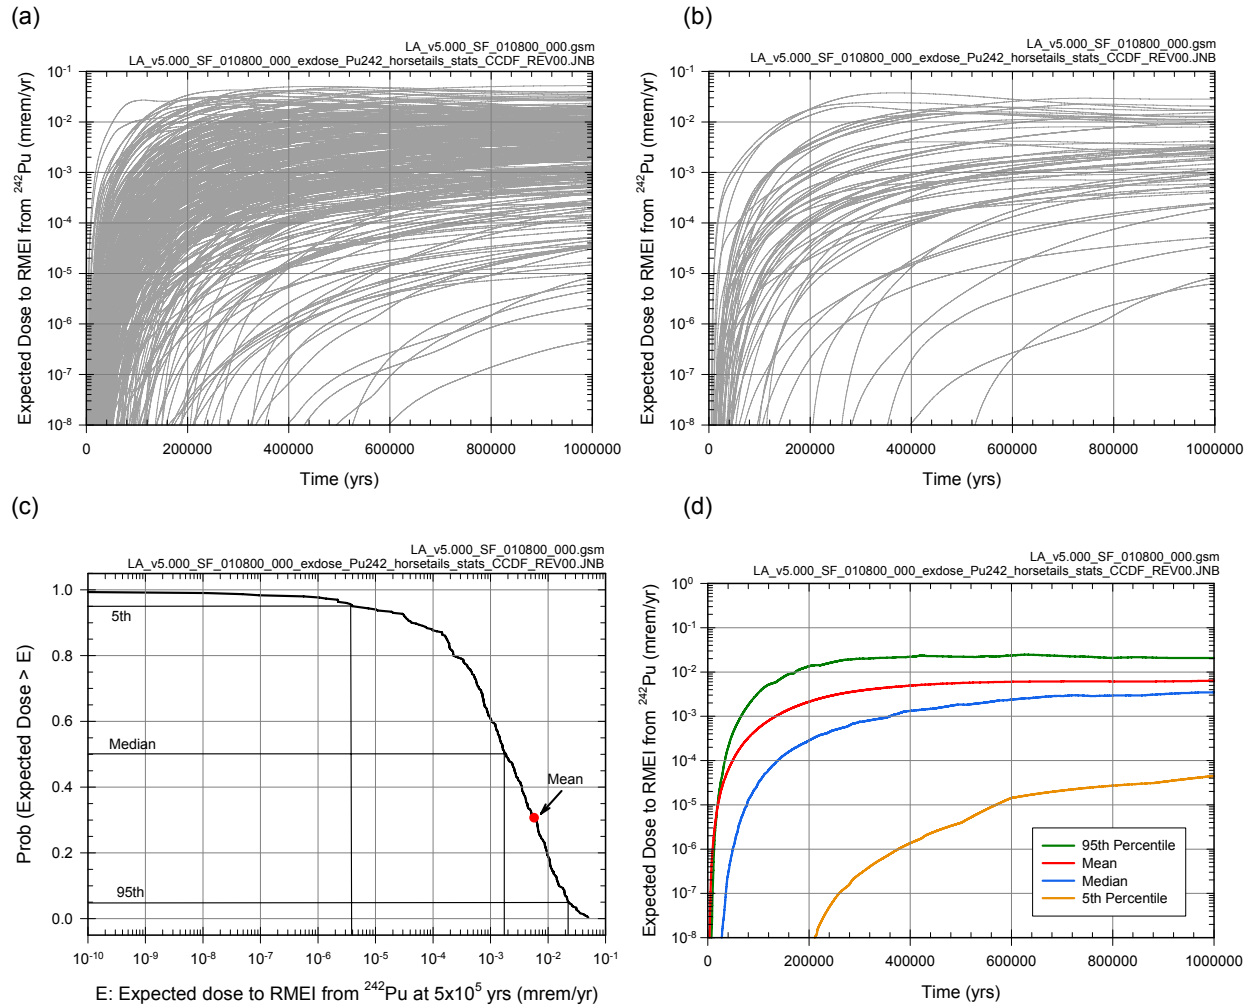 (a)
LA_v5.000_SF_010800_000.gsm
LA_v5.000_SF_010800_000_exdose_Pu242_horsetails_stats_CCDF_REV00.JNB
Expected Dose to RMEI from ²⁴²Pu (mrem/yr)
10⁻¹
10⁻²
10⁻³
10⁻⁴
10⁻⁵
10⁻⁶
10⁻⁷
10⁻⁸
0 200000 400000 600000 800000 1000000
Time (yrs)
(b)
LA_v5.000_SF_010800_000.gsm
LA_v5.000_SF_010800_000_exdose_Pu242_horsetails_stats_CCDF_REV00.JNB
Expected Dose to RMEI from ²⁴²Pu (mrem/yr)
10⁻¹
10⁻²
10⁻³
10⁻⁴
10⁻⁵
10⁻⁶
10⁻⁷
10⁻⁸
0 200000 400000 600000 800000 1000000
Time (yrs)
(c)
LA_v5.000_SF_010800_000.gsm
LA_v5.000_SF_010800_000_exdose_Pu242_horsetails_stats_CCDF_REV00.JNB
Prob (Expected Dose > E)
1.0
0.8
0.6
0.4
0.2
0.0
5th
Median
Mean
95th
10⁻¹⁰ 10⁻⁹ 10⁻⁸ 10⁻⁷ 10⁻⁶ 10⁻⁵ 10⁻⁴ 10⁻³ 10⁻² 10⁻¹
E: Expected dose to RMEI from ²⁴²Pu at 5x10⁵ yrs (mrem/yr)
(d)
LA_v5.000_SF_010800_000.gsm
LA_v5.000_SF_010800_000_exdose_Pu242_horsetails_stats_CCDF_REV00.JNB
Expected Dose to RMEI from ²⁴²Pu (mrem/yr)
10⁰
10⁻¹
10⁻²
10⁻³
10⁻⁴
10⁻⁵
10⁻⁶
10⁻⁷
10⁻⁸
95th Percentile
Mean
Median
5th Percentile
0 200000 400000 600000 800000 1000000
Time (yrs)